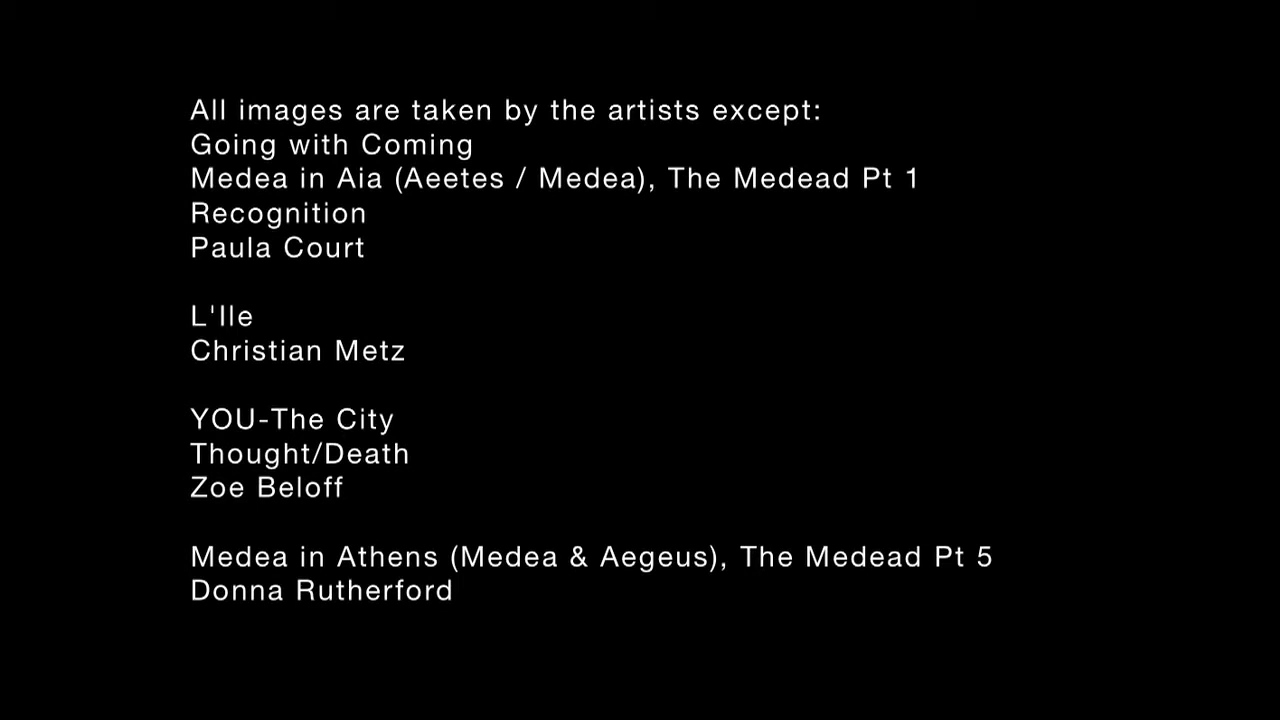 All images are taken by the artists except:
Going with Coming
Medea in Aia (Aeetes / Medea), The Medead Pt 1
Recognition
Paula Court
L'Ile
Christian Metz
YOU-The City
Thought/Death
Zoe Beloff
Medea in Athens (Medea & Aegeus), The Medead Pt 5
Donna Rutherford